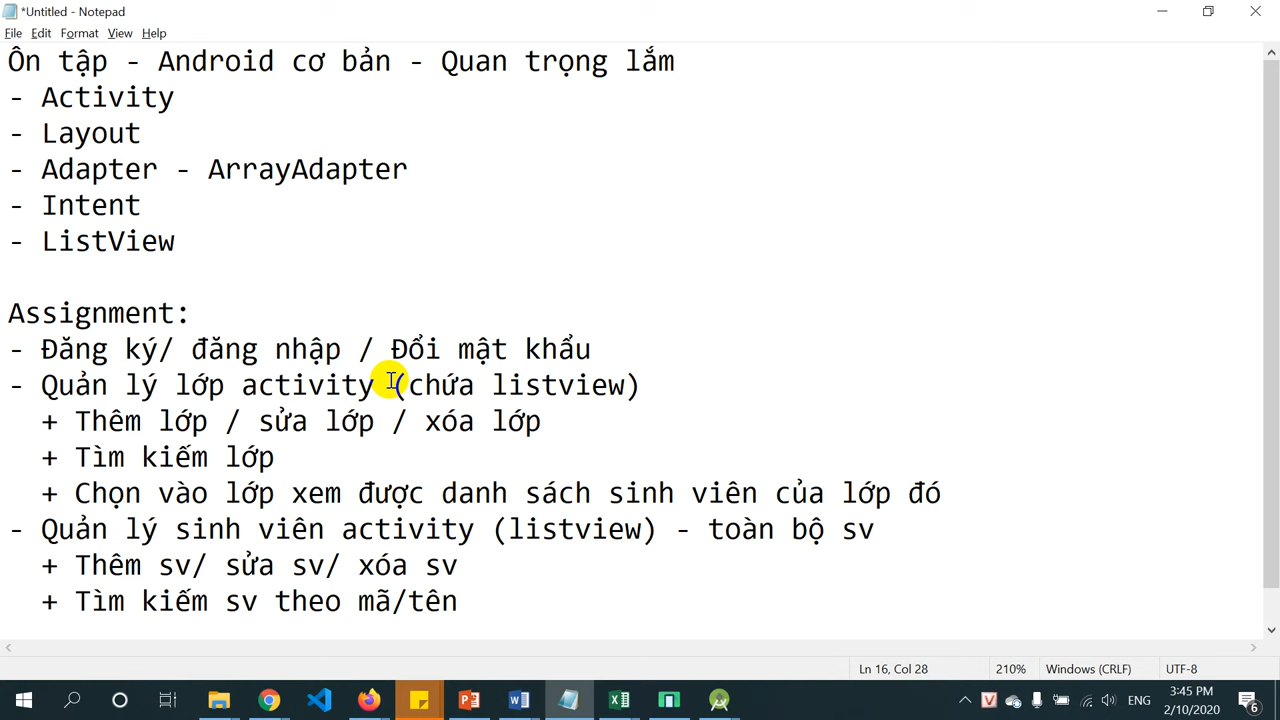 *Untitled - Notepad
File Edit Format View Help
Ôn tập - Android cơ bản - Quan trọng lắm
- Activity
- Layout
- Adapter - ArrayAdapter
- Intent
- ListView
Assignment:
- Đăng ký/ đăng nhập / Đổi mật khẩu
- Quản lý lớp activity (chứa listview)
+ Thêm lớp / sửa lớp / xóa lớp
+ Tìm kiếm lớp
+ Chọn vào lớp xem được danh sách sinh viên của lớp đó
- Quản lý sinh viên activity (listview) - toàn bộ sv
+ Thêm sv/ sửa sv/ xóa sv
+ Tìm kiếm sv theo mã/tên
Ln 16, Col 28 210% Windows (CRLF) UTF-8
ENG
3:45 PM
2/10/2020
6